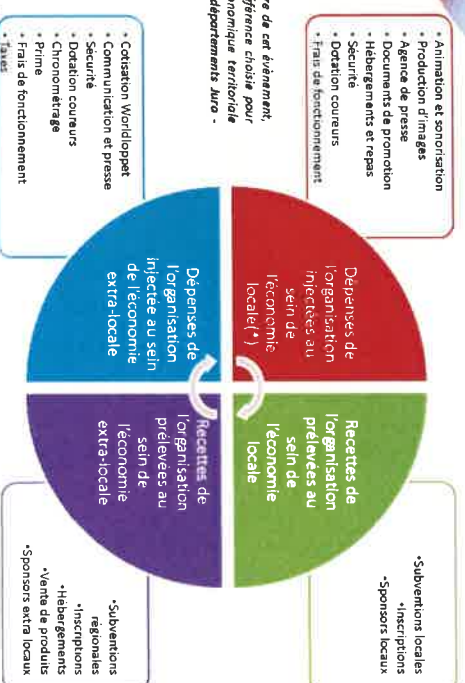 • Animation et sonorisation
• Production d'images
• Agence de presse
• Documents de promotion
• Hébergements et repas
• Sécurité
• Dotation coureurs
• Frais de fonctionnement
Dépenses de
l'organisation
injectées au
sein de
l'économie
locale(*)
Recettes de
l'organisation
prélevées au
sein de
l'économie
locale
•Subventions locales
•Inscriptions
•Sponsors locaux
re de cet évènement,
éférence choisie pour
nomique territoriale
départements Jura -
• Cotisation Worldloppet
• Communication et presse
• Sécurité
• Dotation coureurs
• Chronométrage
• Prime
• Frais de fonctionnement
• Taxes
Dépenses de
l'organisation
injectée au sein
de l'économie
extra-locale
Recettes de
l'organisation
prélevées au
sein de
l'économie
extra-locale
•Subventions
régionales
•Inscriptions
•Hébergements
•Vente de produits
•Sponsors extra locaux